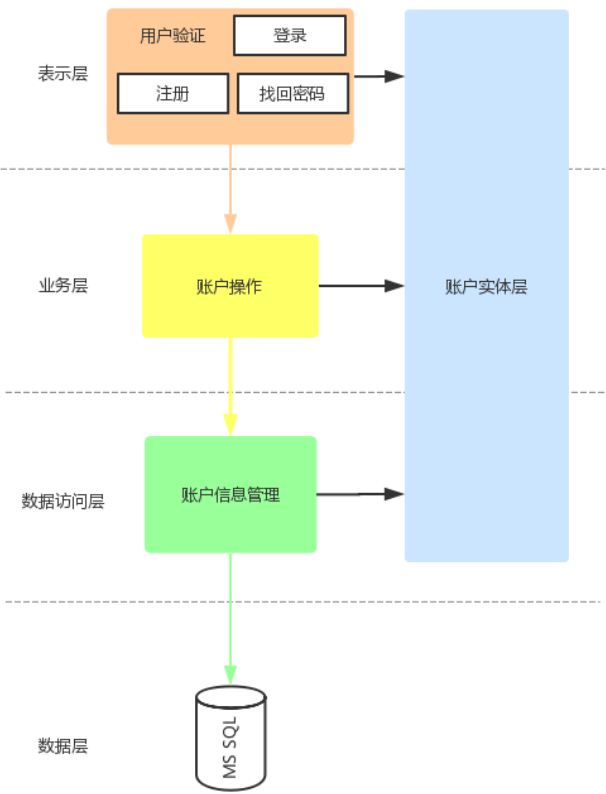 用户验证
登录
表示层
注册
找回密码
业务层
账户操作
账户实体层
数据访问层
账户信息管理
数据层
MS SQL